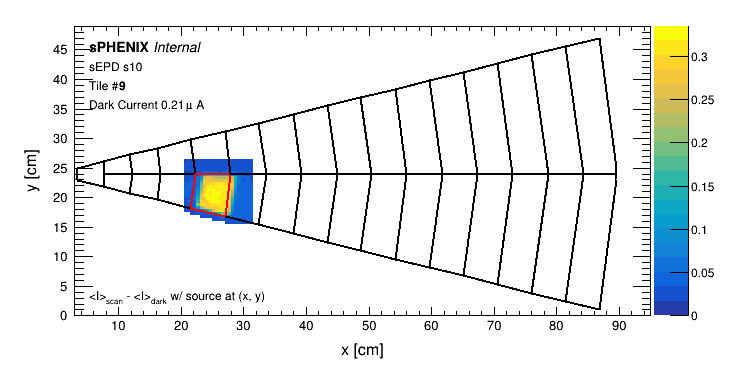 sPHENIX Internal
sEPD s10
Tile #9
Dark Current 0.21 μ A
<I>scan - <I>dark w/ source at (x, y)
y [cm]
45
40
35
30
25
20
15
10
5
0
10 20 30 40 50 60 70 80 90
x [cm]
0.3
0.25
0.2
0.15
0.1
0.05
0